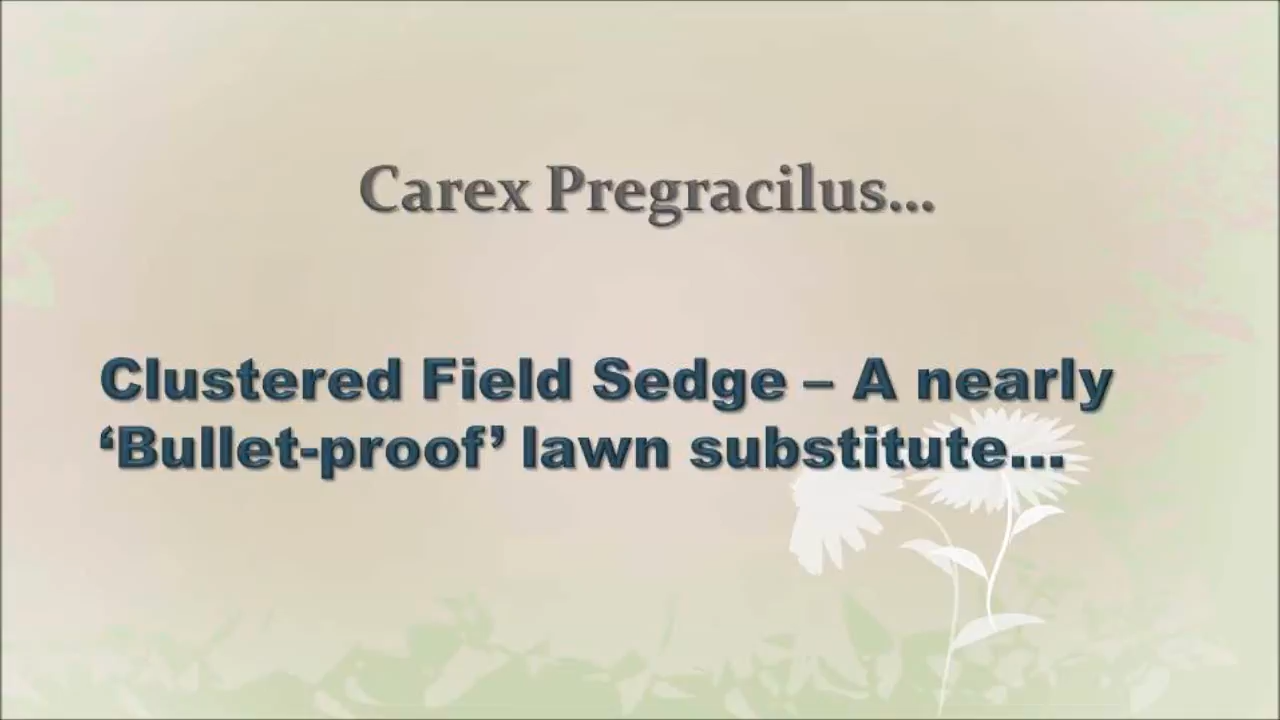 Carex Pregracilus...
Clustered Field Sedge – A nearly
‘Bullet-proof’ lawn substitute...